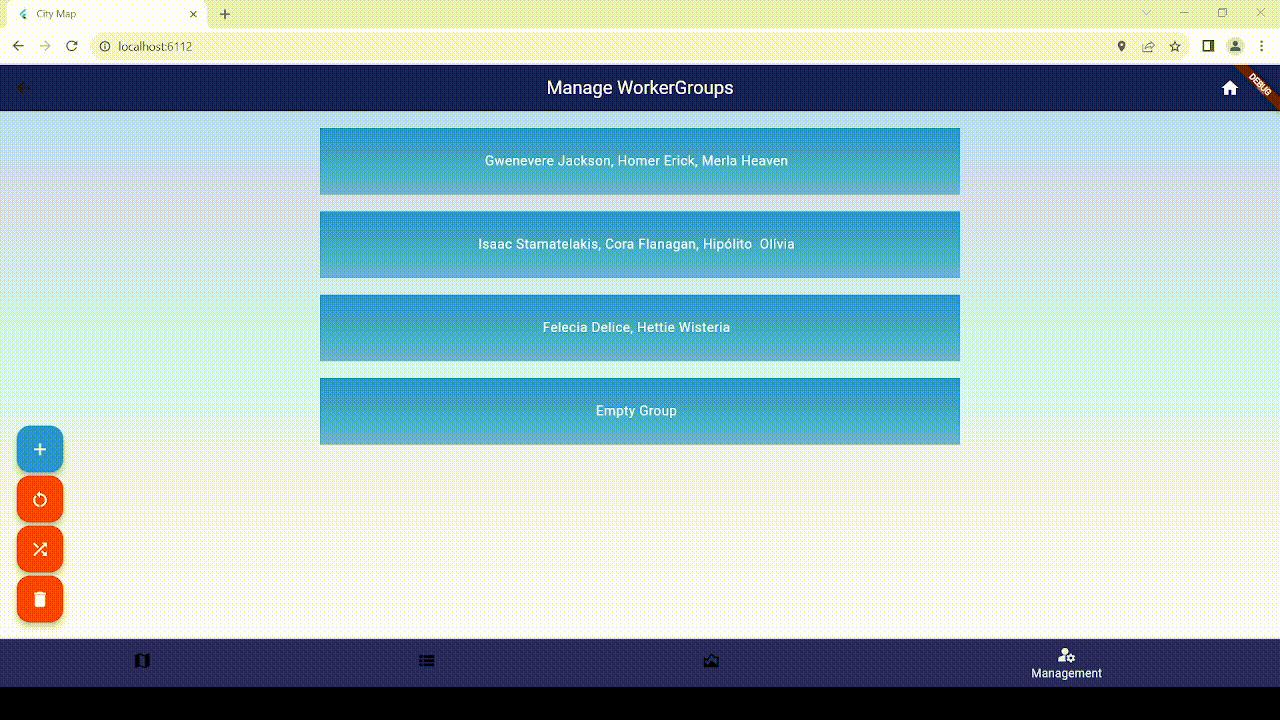 City Map
localhost:6112
Manage WorkerGroups
DEBUG
Gwenevere Jackson, Homer Erick, Merla Heaven
Isaac Stamatelakis, Cora Flanagan, Hipólito  Olívia
Felecia Delice, Hettie Wisteria
Empty Group
Management